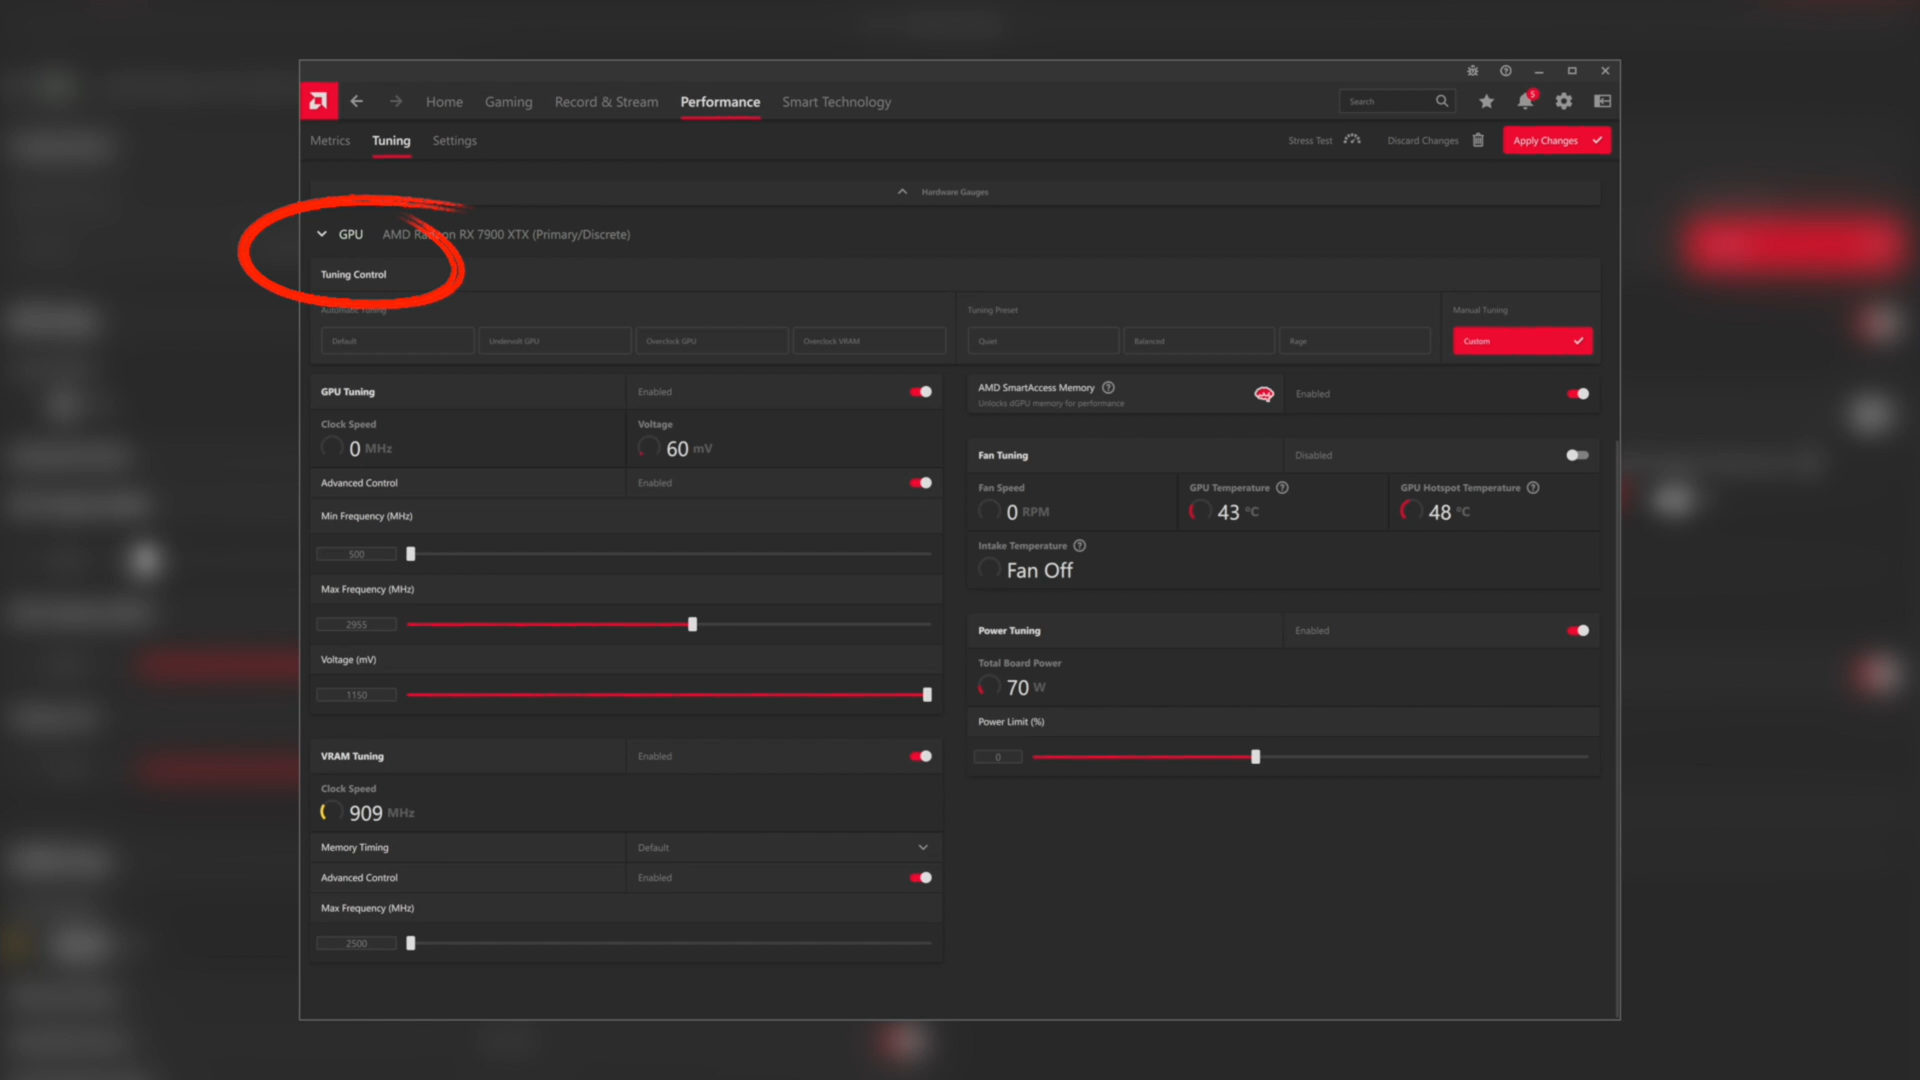 Home Gaming Record & Stream Performance Smart Technology Search 5
Metrics Tuning Settings Stress Test Discard Changes Apply Changes
Hardware Gauges
GPU AMD Radeon RX 7900 XTX (Primary/Discrete)
Tuning Control
Automatic Tuning Tuning Preset Manual Tuning
Default Undervolt GPU Overclock GPU Overclock VRAM Quiet Balanced Rage Custom
GPU Tuning Enabled
Clock Speed Voltage
0 MHz 60 mV
Advanced Control Enabled
Min Frequency (MHz)
500
Max Frequency (MHz)
2955
Voltage (mV)
1150
VRAM Tuning Enabled
Clock Speed
909 MHz
Memory Timing Default
Advanced Control Enabled
Max Frequency (MHz)
2500
AMD SmartAccess Memory Enabled
Unlocks dGPU memory for performance
Fan Tuning Disabled
Fan Speed GPU Temperature GPU Hotspot Temperature
0 RPM 43 °C 48 °C
Intake Temperature
Fan Off
Power Tuning Enabled
Total Board Power
70 W
Power Limit (%)
0